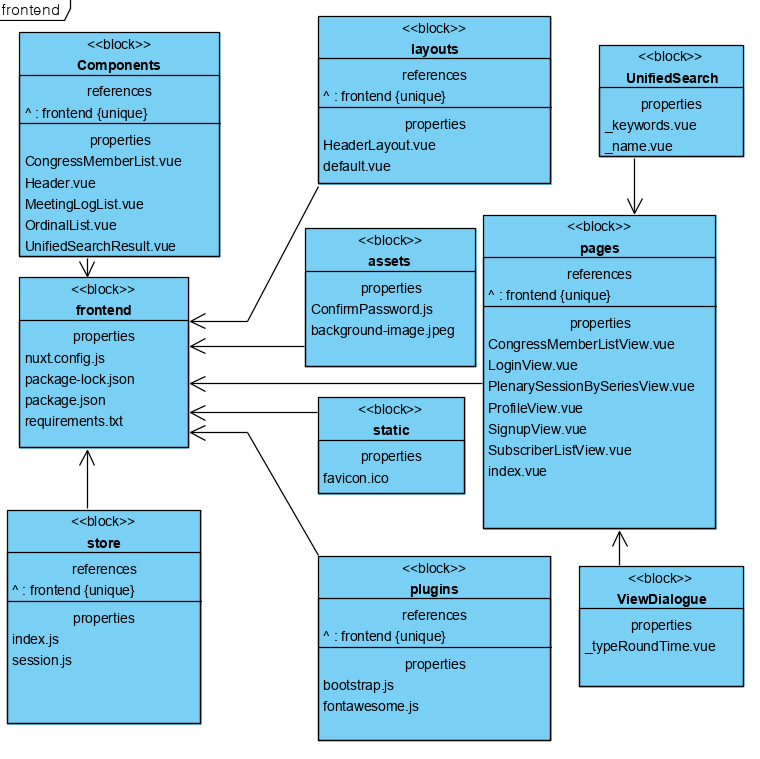 frontend
<<block>>
Components
references
^ : frontend {unique}
properties
CongressMemberList.vue
Header.vue
MeetingLogList.vue
OrdinalList.vue
UnifiedSearchResult.vue
<<block>>
layouts
references
^ : frontend {unique}
properties
HeaderLayout.vue
default.vue
<<block>>
UnifiedSearch
properties
_keywords.vue
_name.vue
<<block>>
assets
properties
ConfirmPassword.js
background-image.jpeg
<<block>>
pages
references
^ : frontend {unique}
properties
CongressMemberListView.vue
LoginView.vue
PlenarySessionBySeriesView.vue
ProfileView.vue
SignupView.vue
SubscriberListView.vue
index.vue
<<block>>
frontend
properties
nuxt.config.js
package-lock.json
package.json
requirements.txt
<<block>>
static
properties
favicon.ico
<<block>>
store
references
^ : frontend {unique}
properties
index.js
session.js
<<block>>
plugins
references
^ : frontend {unique}
properties
bootstrap.js
fontawesome.js
<<block>>
ViewDialogue
properties
_typeRoundTime.vue